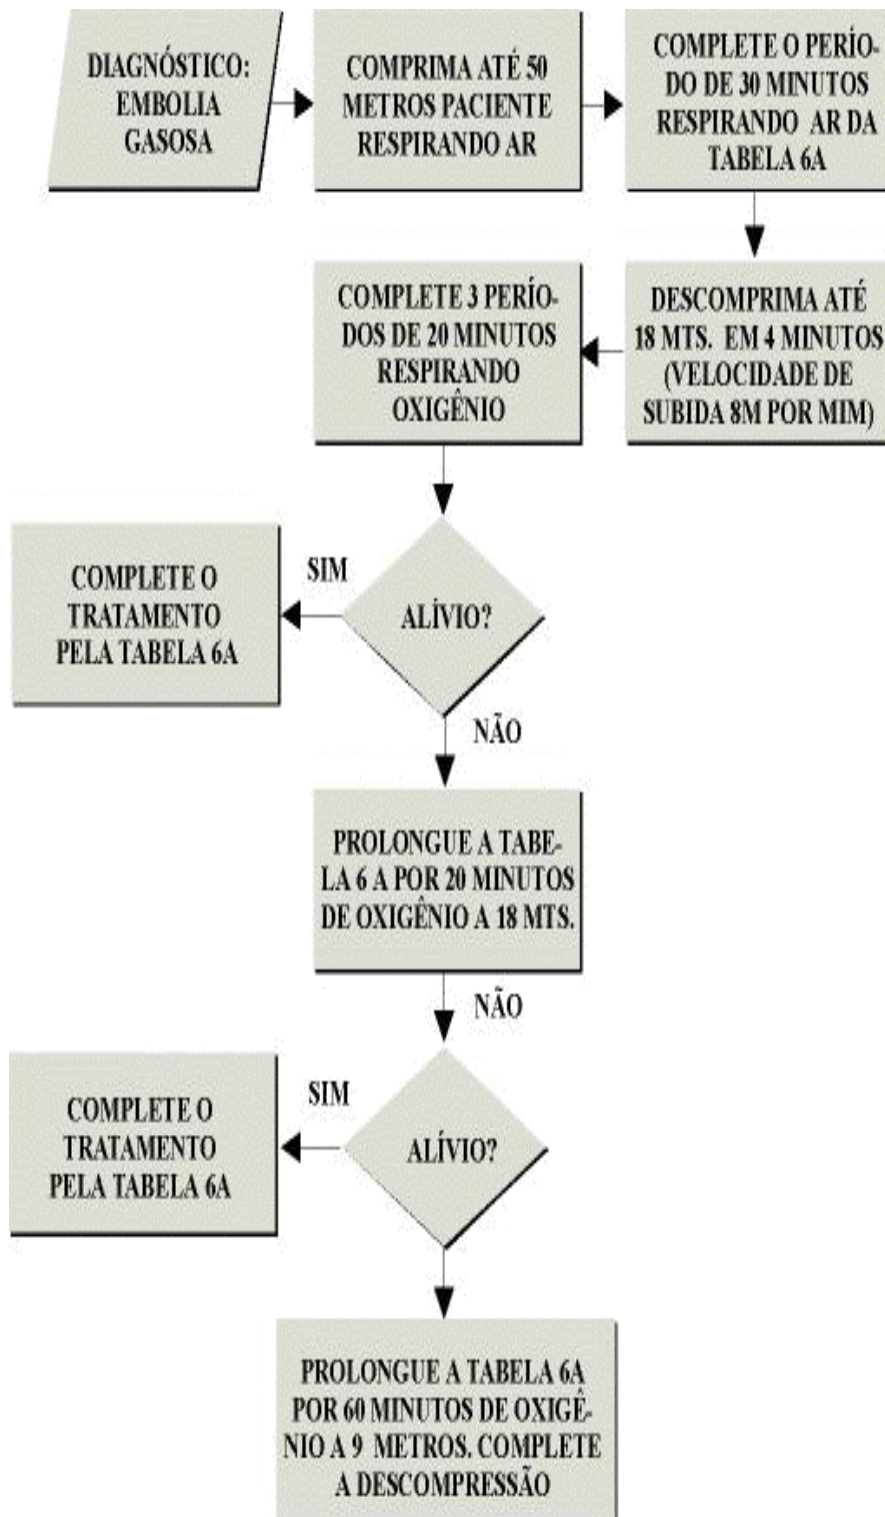 DIAGNÓSTICO:
EMBOLIA
GASOSA
COMPRIMA ATÉ 50
METROS PACIENTE
RESPIRANDO AR
COMPLETE O PERÍO-
DO DE 30 MINUTOS
RESPIRANDO AR DA
TABELA 6A
DESCOMPRIMA ATÉ
18 MTS. EM 4 MINUTOS
(VELOCIDADE DE
SUBIDA 8M POR MIM)
COMPLETE 3 PERÍO-
DOS DE 20 MINUTOS
RESPIRANDO
OXIGÊNIO
ALÍVIO?
SIM
COMPLETE O
TRATAMENTO
PELA TABELA 6A
NÃO
PROLONGUE A TABE-
LA 6 A POR 20 MINUTOS
DE OXIGÊNIO A 18 MTS.
NÃO
ALÍVIO?
SIM
COMPLETE O
TRATAMENTO
PELA TABELA 6A
PROLONGUE A TABELA 6A
POR 60 MINUTOS DE OXIGÊ-
NIO A 9 METROS. COMPLETE
A DESCOMPRESSÃO